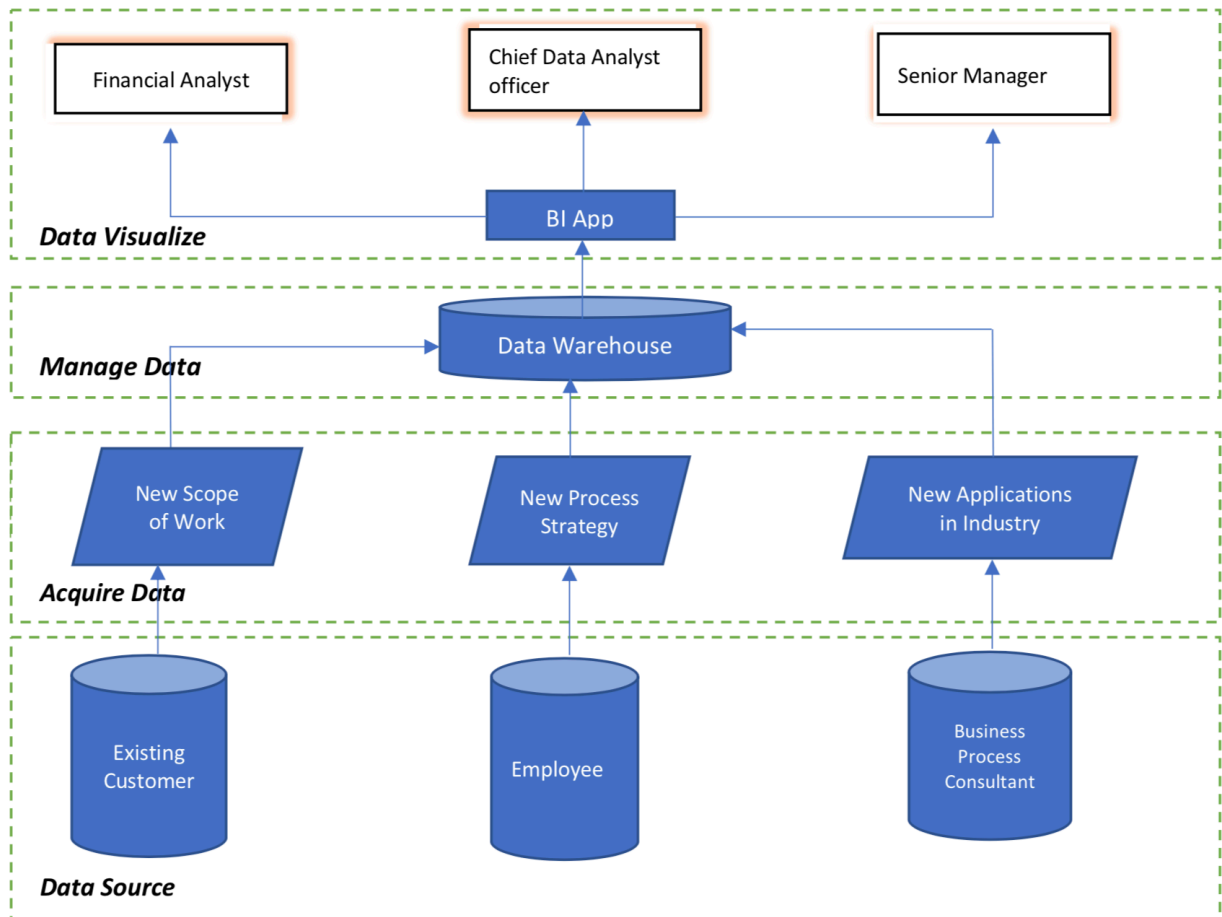 Financial Analyst
Chief Data Analyst
officer
Senior Manager
BI App
Data Visualize
Data Warehouse
Manage Data
New Scope
of Work
New Process
Strategy
New Applications
in Industry
Acquire Data
Existing
Customer
Employee
Business
Process
Consultant
Data Source